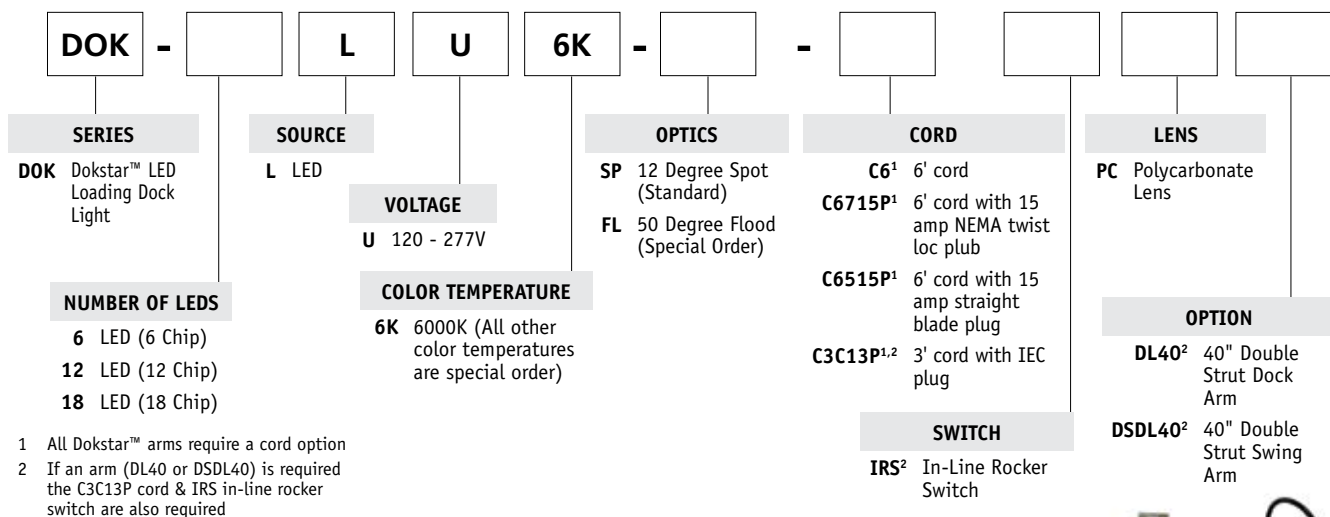 DOK - L U 6K - -
SERIES
DOK Dokstar™ LED
Loading Dock
Light
NUMBER OF LEDS
6 LED (6 Chip)
12 LED (12 Chip)
18 LED (18 Chip)
SOURCE
L LED
VOLTAGE
U 120 - 277V
COLOR TEMPERATURE
6K 6000K (All other
color temperatures
are special order)
OPTICS
SP 12 Degree Spot
(Standard)
FL 50 Degree Flood
(Special Order)
CORD
C6¹ 6' cord
C6715P¹ 6' cord with 15
amp NEMA twist
loc plub
C6515P¹ 6' cord with 15
amp straight
blade plug
C3C13P¹,² 3' cord with IEC
plug
SWITCH
IRS² In-Line Rocker
Switch
LENS
PC Polycarbonate
Lens
OPTION
DL40² 40" Double
Strut Dock
Arm
DSDL40² 40" Double
Strut Swing
Arm
1 All Dokstar™ arms require a cord option
2 If an arm (DL40 or DSDL40) is required
the C3C13P cord & IRS in-line rocker
switch are also required